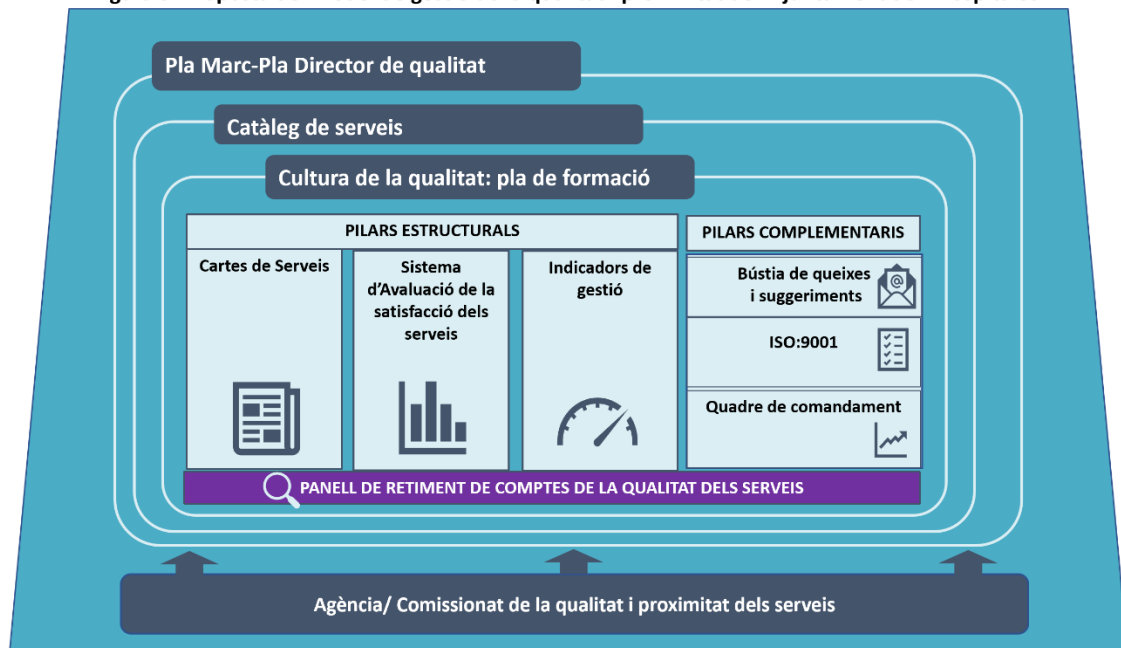 Pla Marc-Pla Director de qualitat
Catàleg de serveis
Cultura de la qualitat: pla de formació
PILARS ESTRUCTURALS
PILARS COMPLEMENTARIS
Cartes de Serveis
Sistema
d'Avaluació de la
satisfacció dels
serveis
Indicadors de
gestió
Bústia de queixes
i suggeriments
@
ISO:9001
Quadre de comandament
PANELL DE RETIMENT DE COMPTES DE LA QUALITAT DELS SERVEIS
Agència/ Comissionat de la qualitat i proximitat dels serveis